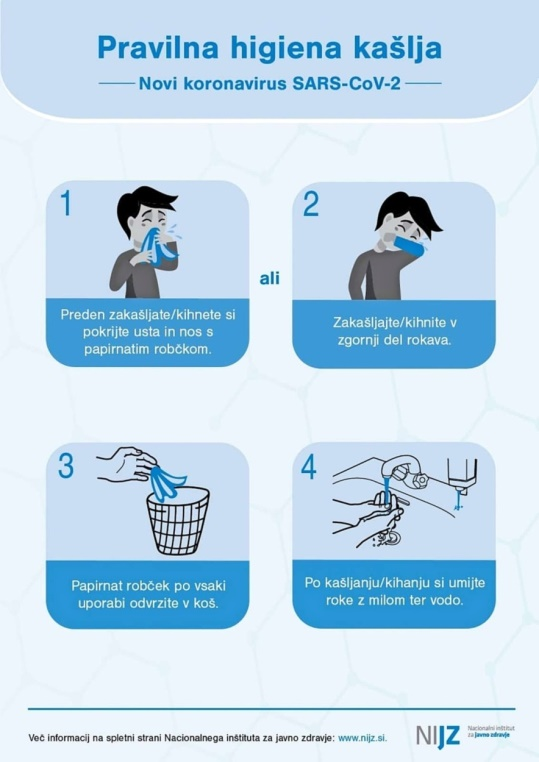 Pravilna higiena kašlja
Novi koronavirus SARS-CoV-2
1
Preden zakašljate/kihnete si
pokrijte usta in nos s
papirnatim robčkom.
ali
2
Zakašljajte/kihnite v
zgornji del rokava.
3
Papirnat robček po vsaki
uporabi odvrzite v koš.
4
Po kašljanju/kihanju si umijte
roke z milom ter vodo.
Več informacij na spletni strani Nacionalnega inštituta za javno zdravje: www.nijz.si.
NIJZ
Nacionalni inštitut
za javno zdravje